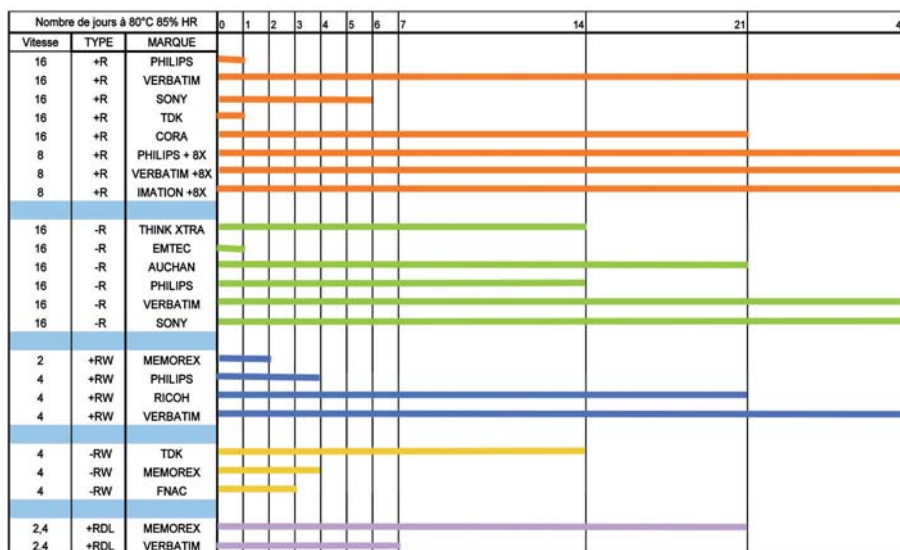 Nombre de jours à 80°C 85% HR 0 1 2 3 4 5 6 7 14 21 4
Vitesse TYPE MARQUE
16 +R PHILIPS
16 +R VERBATIM
16 +R SONY
16 +R TDK
16 +R CORA
8 +R PHILIPS + 8X
8 +R VERBATIM +8X
8 +R IMATION +8X
16 -R THINK XTRA
16 -R EMTEC
16 -R AUCHAN
16 -R PHILIPS
16 -R VERBATIM
16 -R SONY
2 +RW MEMOREX
4 +RW PHILIPS
4 +RW RICOH
4 +RW VERBATIM
4 -RW TDK
4 -RW MEMOREX
4 -RW FNAC
2,4 +RDL MEMOREX
2,4 +RDL VERBATIM